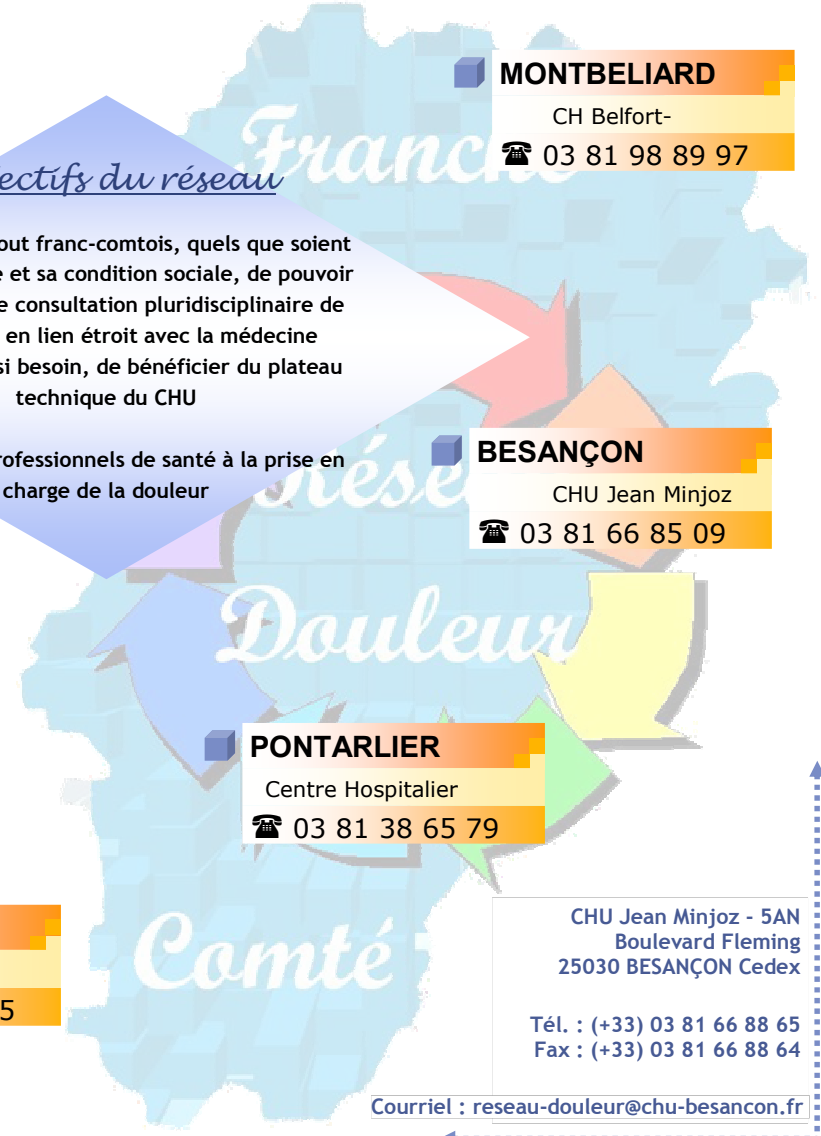 MONTBELIARD
CH Belfort-
☎ 03 81 98 89 97
Franche
ectifs du réseau
out franc-comtois, quels que soient
e et sa condition sociale, de pouvoir
e consultation pluridisciplinaire de
en lien étroit avec la médecine
si besoin, de bénéficier du plateau
technique du CHU
rofessionnels de santé à la prise en
charge de la douleur
Rése
BESANÇON
CHU Jean Minjoz
☎ 03 81 66 85 09
Douleur
PONTARLIER
Centre Hospitalier
☎ 03 81 38 65 79
Comté
5
CHU Jean Minjoz - 5AN
Boulevard Fleming
25030 BESANÇON Cedex
Tél. : (+33) 03 81 66 88 65
Fax : (+33) 03 81 66 88 64
Courriel : reseau-douleur@chu-besancon.fr